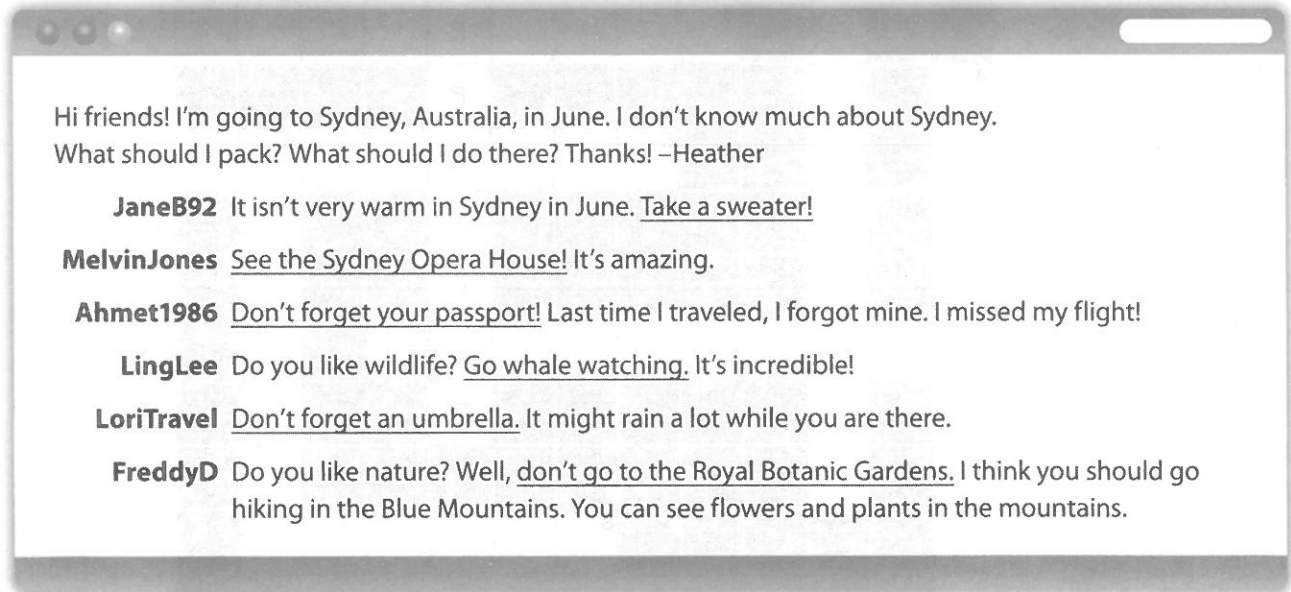 Hi friends! I'm going to Sydney, Australia, in June. I don't know much about Sydney.
What should I pack? What should I do there? Thanks! –Heather
JaneB92 It isn't very warm in Sydney in June. Take a sweater!
MelvinJones See the Sydney Opera House! It's amazing.
Ahmet1986 Don't forget your passport! Last time I traveled, I forgot mine. I missed my flight!
LingLee Do you like wildlife? Go whale watching. It's incredible!
LoriTravel Don't forget an umbrella. It might rain a lot while you are there.
FreddyD Do you like nature? Well, don't go to the Royal Botanic Gardens. I think you should go
hiking in the Blue Mountains. You can see flowers and plants in the mountains.